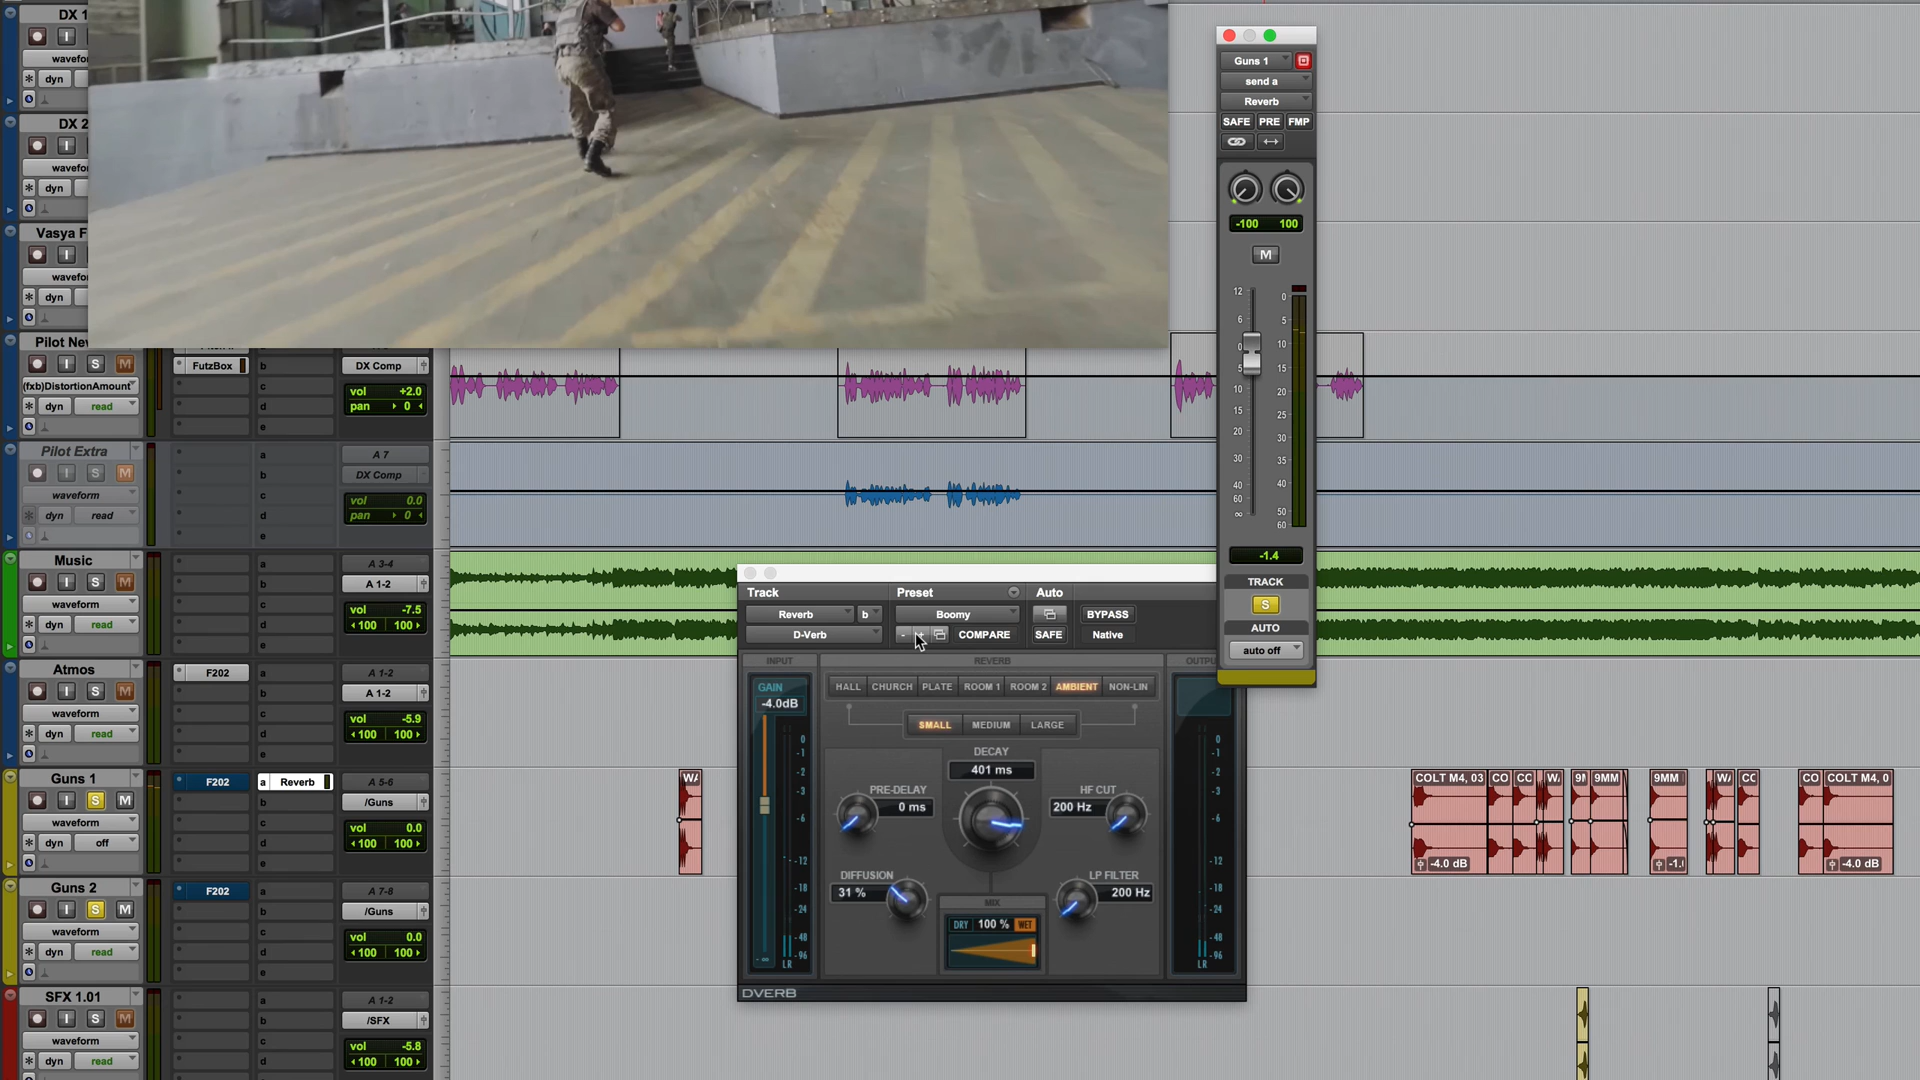 DX 1
I
wavefo
dyn
DX 2
I
wavefo
dyn
Vasya F
I
wavefo
dyn
Pilot Nev
I S M
FutzBox
b
DX Comp
(fxb)DistortionAmount
c
vol +2.0
dyn read
d
pan 0
e
Pilot Extra
a
A 7
I S M
b
DX Comp
waveform
c
vol 0.0
dyn read
d
pan 0
e
Music
a
A 3-4
I S M
b
A 1-2
waveform
c
vol -7.5
dyn read
d
100 100
e
Atmos
F202
a
A 1-2
I S M
b
A 1-2
waveform
c
vol -5.9
dyn read
d
100 100
e
Guns 1
F202
a Reverb
A 5-6
I S M
b
/Guns
waveform
c
vol 0.0
dyn off
d
100 100
e
Guns 2
F202
a
A 7-8
I S M
b
/Guns
waveform
c
vol 0.0
dyn read
d
100 100
e
SFX 1.01
a
A 1-2
I S M
b
/SFX
waveform
c
vol -5.8
dyn read
d
100 100
Guns 1
send a
Reverb
SAFE PRE FMP
-100 100
M
12
6
0
5
10
15
20
30
40
60
∞
0
5
10
15
20
25
30
35
40
50
60
-1.4
TRACK
S
AUTO
auto off
Track Preset Auto
Reverb b Boomy BYPASS
D-Verb - + COMPARE SAFE Native
INPUT REVERB OUTPU
GAIN
-4.0dB
HALL CHURCH PLATE ROOM 1 ROOM 2 AMBIENT NON-LIN
SMALL MEDIUM LARGE
DECAY
401 ms
PRE-DELAY
0 ms
HF CUT
200 Hz
DIFFUSION
31 %
LP FILTER
200 Hz
MIX
DRY 100 % WET
0
-1
-2
-3
-6
-12
-18
-24
-48
-96
LR
- ∞
0
-1
-2
-3
-6
-12
-18
-24
-48
-96
LR
DVERB
WA
COLT M4, 03
CO
CO
WA
9M
9MM
9MM
WA
CC
CO
COLT M4, 0
-4.0 dB
-1.(
-4.0 dB